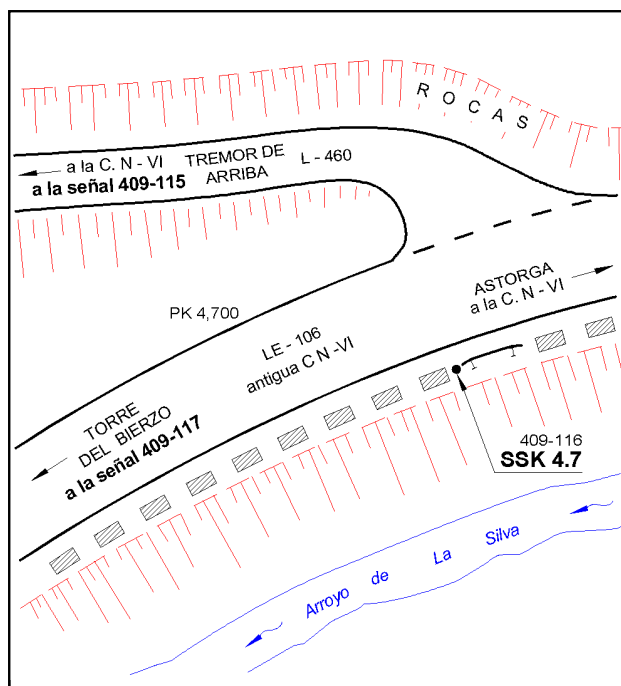 ROCAS
a la C. N - VI
a la señal 409-115
TREMOR DE
ARRIBA
L - 460
PK 4,700
ASTORGA
a la C. N - VI
LE - 106
antigua C N -VI
TORRE
DEL BIERZO
a la señal 409-117
409-116
SSK 4.7
Arroyo de La Silva